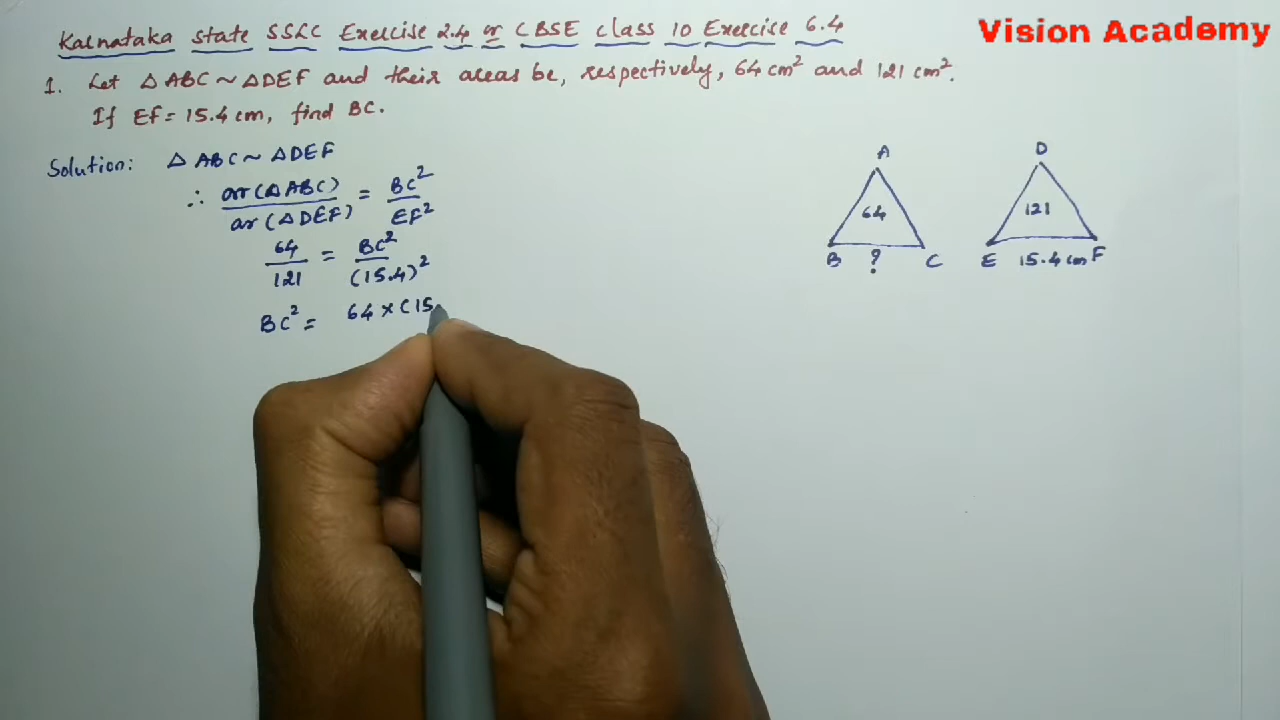 Karnataka state SSLC Exercise 2.4 or CBSE class 10 Exercise 6.4
Vision Academy
1. Let △ABC ~ △DEF and their areas be, respectively, 64 cm² and 121 cm².
If EF = 15.4 cm, find BC.
Solution: △ABC ~ △DEF
∴ ar(△ABC) / ar(△DEF) = BC² / EF²
64 / 121 = BC² / (15.4)²
BC² = 64 × (15.
A
64
B ? C
D
121
E 15.4 cm F